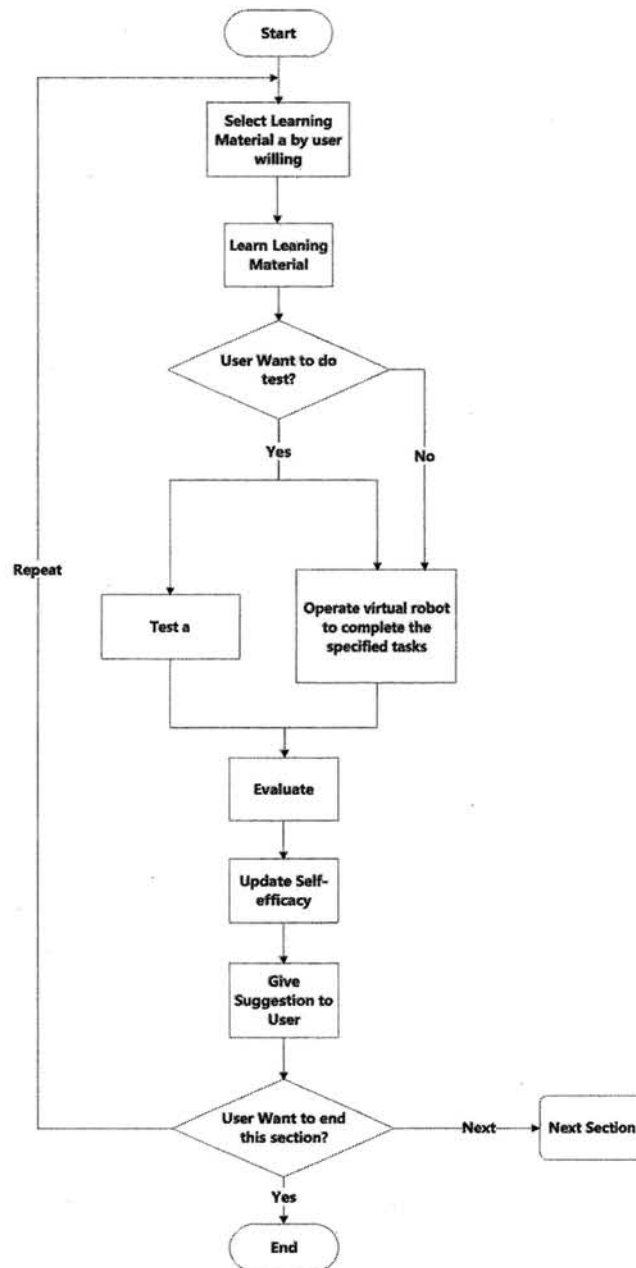 Start
Select Learning
Material a by user
willing
Learn Leaning
Material
User Want to do
test?
Yes
No
Repeat
Test a
Operate virtual robot
to complete the
specified tasks
Evaluate
Update Self-
efficacy
Give
Suggestion to
User
User Want to end
this section?
Next
Next Section
Yes
End